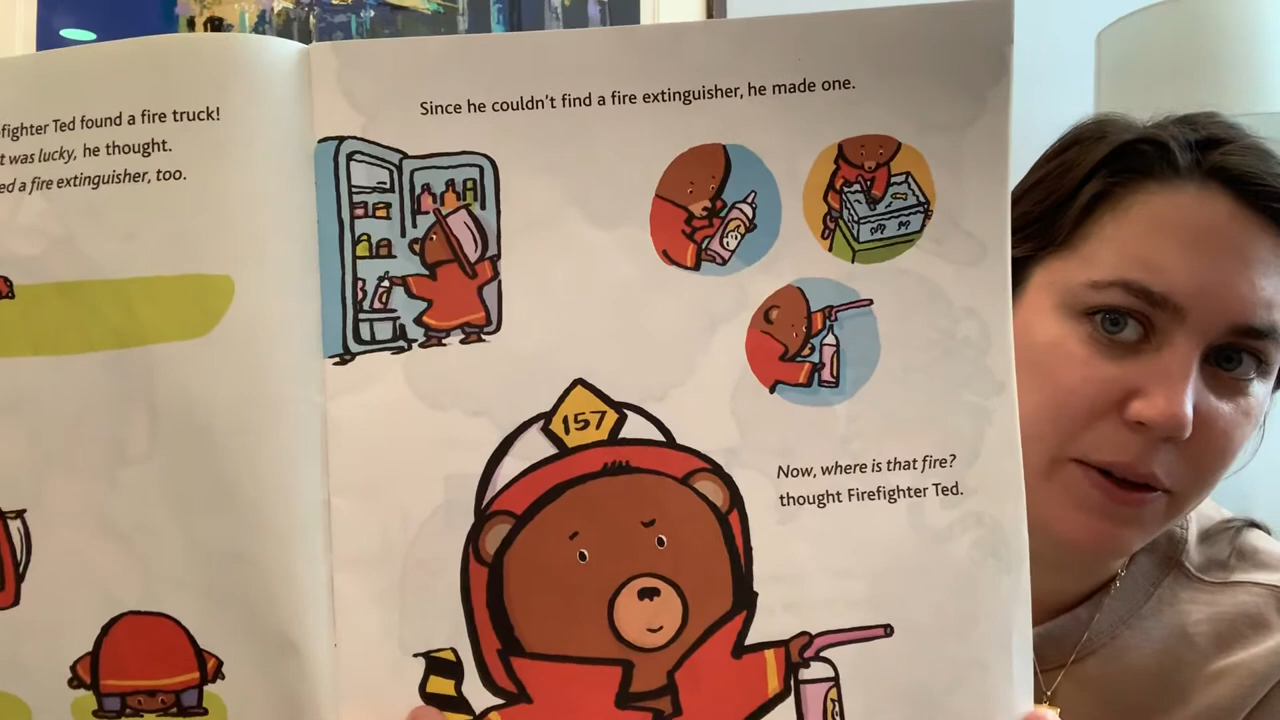 fighter Ted found a fire truck!
t was lucky, he thought.
ed a fire extinguisher, too.
Since he couldn't find a fire extinguisher, he made one.
157
Now, where is that fire?
thought Firefighter Ted.